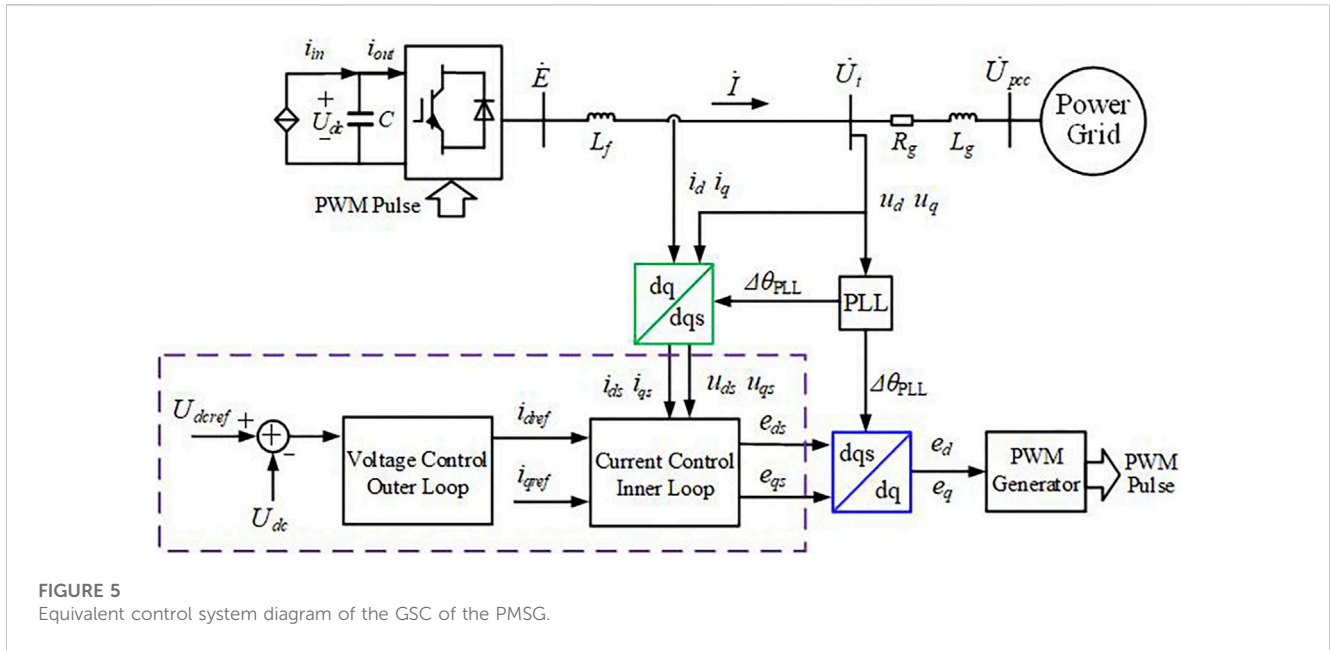 i_in
i_out
+
U_dc
-
C
PWM Pulse
Ė
L_f
İ
U̇_t
R_g
L_g
U̇_pcc
Power
Grid
i_d i_q
u_d u_q
dq
dqs
Δθ_PLL
PLL
Δθ_PLL
i_ds i_qs
u_ds u_qs
U_dcref
+
-
U_dc
Voltage Control
Outer Loop
i_dref
i_qref
Current Control
Inner Loop
e_ds
e_qs
dqs
dq
e_d
e_q
PWM
Generator
PWM
Pulse
FIGURE 5
Equivalent control system diagram of the GSC of the PMSG.